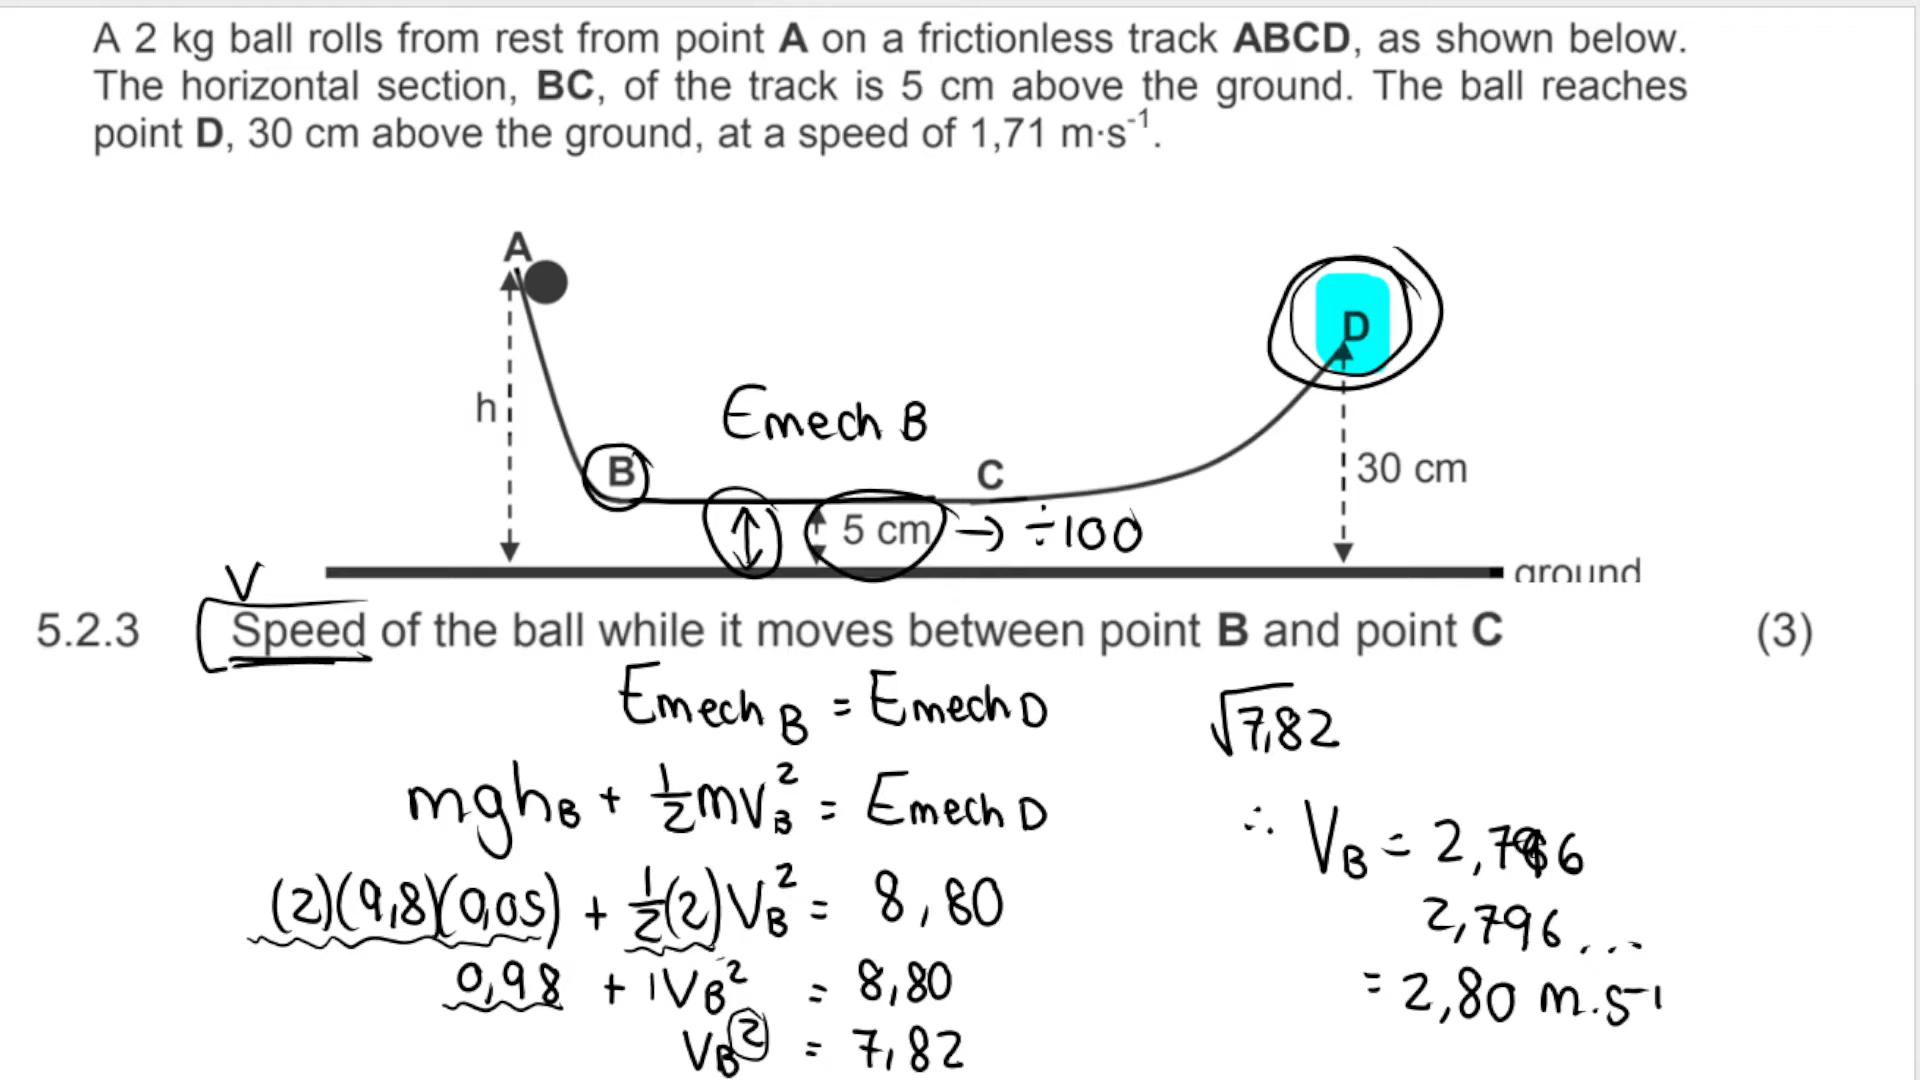 A 2 kg ball rolls from rest from point A on a frictionless track ABCD, as shown below.
The horizontal section, BC, of the track is 5 cm above the ground. The ball reaches
point D, 30 cm above the ground, at a speed of 1,71 m·s⁻¹.
A
D
h
Emech B
B
C
30 cm
5 cm → ÷100
ground
V
5.2.3 Speed of the ball while it moves between point B and point C (3)
Emech B = Emech D
mghB + ½mVB² = Emech D
(2)(9,8)(0,05) + ½(2)VB² = 8,80
0,98 + 1VB² = 8,80
VB² = 7,82
√7,82
∴ VB = 2,7
2,796...
= 2,80 m.s⁻¹